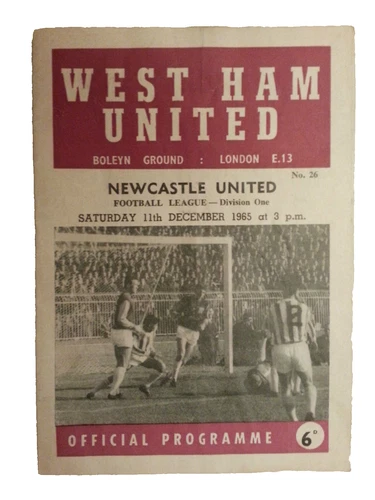 WEST HAM
UNITED
BOLEYN GROUND : LONDON E.13
No. 26
NEWCASTLE UNITED
FOOTBALL LEAGUE — Division One
SATURDAY 11th DECEMBER 1965 at 3 p.m.
8
OFFICIAL PROGRAMME
6D